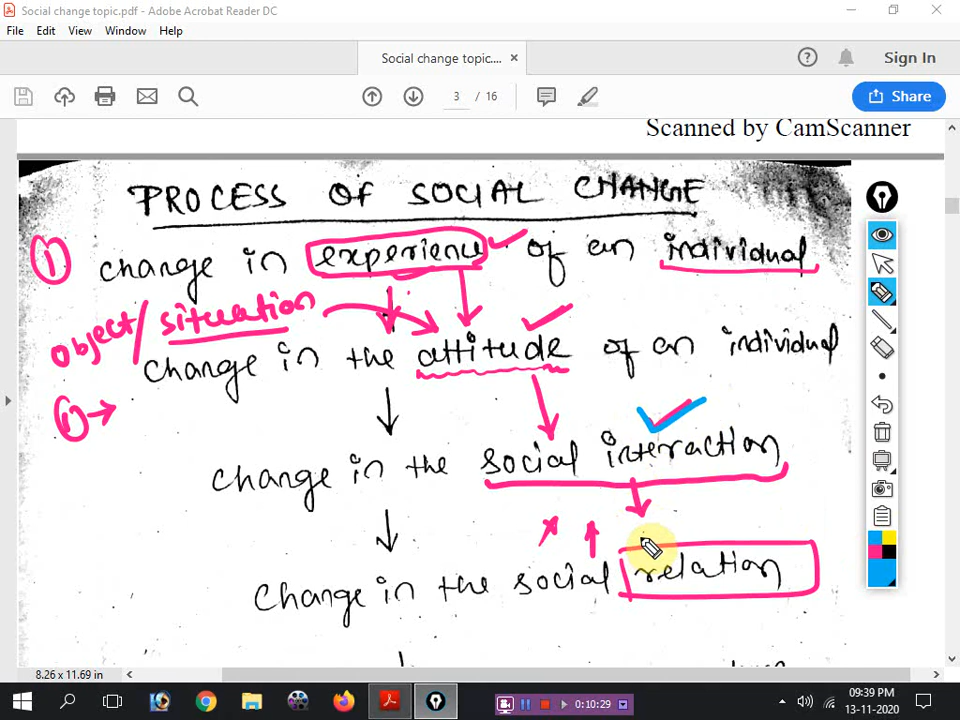 Social change topic.pdf - Adobe Acrobat Reader DC
File Edit View Window Help
Social change topic....
Sign In
3 / 16
Share
Scanned by CamScanner
PROCESS OF SOCIAL CHANGE
1 change in experience of an individual
object/situation
change in the attitude of an individual
change in the social interaction
change in the social relation
8.26 x 11.69 in
09:39 PM
0:10:29
13-11-2020